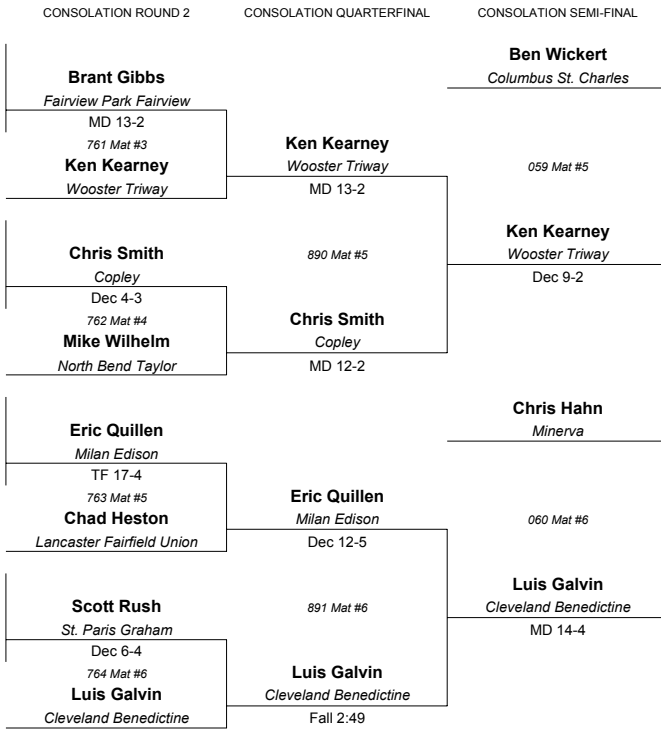 CONSOLATION ROUND 2
CONSOLATION QUARTERFINAL
CONSOLATION SEMI-FINAL
Brant Gibbs
Fairview Park Fairview
MD 13-2
761 Mat #3
Ken Kearney
Wooster Triway
Chris Smith
Copley
Dec 4-3
762 Mat #4
Mike Wilhelm
North Bend Taylor
Eric Quillen
Milan Edison
TF 17-4
763 Mat #5
Chad Heston
Lancaster Fairfield Union
Scott Rush
St. Paris Graham
Dec 6-4
764 Mat #6
Luis Galvin
Cleveland Benedictine
Ken Kearney
Wooster Triway
MD 13-2
890 Mat #5
Chris Smith
Copley
MD 12-2
Eric Quillen
Milan Edison
Dec 12-5
891 Mat #6
Luis Galvin
Cleveland Benedictine
Fall 2:49
Ben Wickert
Columbus St. Charles
059 Mat #5
Ken Kearney
Wooster Triway
Dec 9-2
Chris Hahn
Minerva
060 Mat #6
Luis Galvin
Cleveland Benedictine
MD 14-4